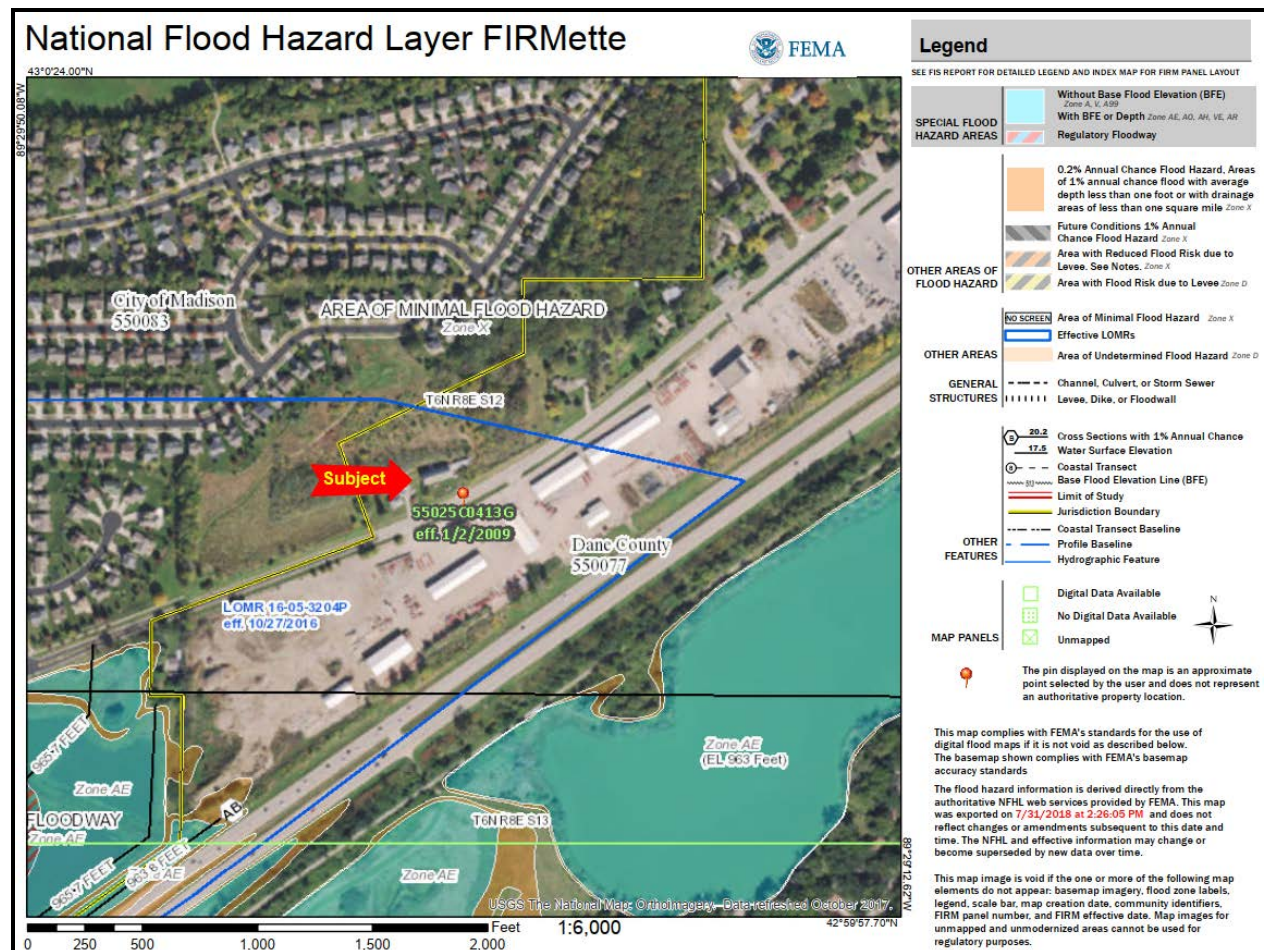 National Flood Hazard Layer FIRMette
FEMA
43°0'24.00"N
89°29'50.08"W
City of Madison
550083
AREA OF MINIMAL FLOOD HAZARD
Zone X
T6N R8E S12
Subject
55025C0413G
eff. 1/2/2009
Dane County
550077
LOMR 16-05-3204P
eff. 10/27/2016
965.7 FEET
Zone AE
FLOODWAY
Zone AE
AB
965.7 FEET
963.8 FEET
Zone AE
(EL 963 Feet)
T6N R8E S13
Zone AE
89°29'12.62"W
USGS The National Map: Orthoimagery. Data refreshed October 2017.
0 250 500 1,000 1,500 2,000
Feet
1:6,000
42°59'57.70"N
Legend
SEE FIS REPORT FOR DETAILED LEGEND AND INDEX MAP FOR FIRM PANEL LAYOUT
SPECIAL FLOOD
HAZARD AREAS
Without Base Flood Elevation (BFE)
Zone A, V, A99
With BFE or Depth Zone AE, AO, AH, VE, AR
Regulatory Floodway
0.2% Annual Chance Flood Hazard, Areas
of 1% annual chance flood with average
depth less than one foot or with drainage
areas of less than one square mile Zone X
Future Conditions 1% Annual
Chance Flood Hazard Zone X
Area with Reduced Flood Risk due to
Levee. See Notes. Zone X
Area with Flood Risk due to Levee Zone D
OTHER AREAS OF
FLOOD HAZARD
NO SCREEN Area of Minimal Flood Hazard Zone X
Effective LOMRs
OTHER AREAS
Area of Undetermined Flood Hazard Zone D
GENERAL
STRUCTURES
Channel, Culvert, or Storm Sewer
Levee, Dike, or Floodwall
B 20.2 Cross Sections with 1% Annual Chance
17.5 Water Surface Elevation
8 Coastal Transect
513 Base Flood Elevation Line (BFE)
Limit of Study
Jurisdiction Boundary
Coastal Transect Baseline
OTHER
FEATURES
Profile Baseline
Hydrographic Feature
Digital Data Available
No Digital Data Available
Unmapped
MAP PANELS
N
The pin displayed on the map is an approximate
point selected by the user and does not represent
an authoritative property location.
This map complies with FEMA's standards for the use of
digital flood maps if it is not void as described below.
The basemap shown complies with FEMA's basemap
accuracy standards
The flood hazard information is derived directly from the
authoritative NFHL web services provided by FEMA. This map
was exported on 7/31/2018 at 2:26:05 PM and does not
reflect changes or amendments subsequent to this date and
time. The NFHL and effective information may change or
become superseded by new data over time.
This map image is void if the one or more of the following map
elements do not appear: basemap imagery, flood zone labels,
legend, scale bar, map creation date, community identifiers,
FIRM panel number, and FIRM effective date. Map images for
unmapped and unmodernized areas cannot be used for
regulatory purposes.